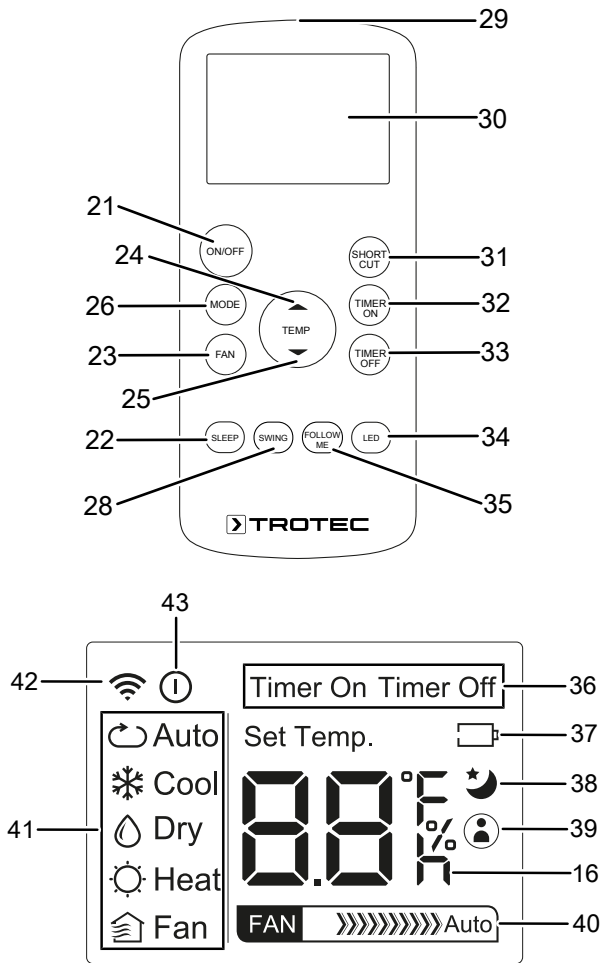 29
30
21
ON/OFF
24
SHORT CUT
31
26
MODE
TEMP
TIMER ON
32
23
FAN
TIMER OFF
33
25
22
SLEEP
SWING
FOLLOW ME
LED
34
28
35
TROTEC
43
42
Timer On Timer Off
36
Auto
Set Temp.
37
Cool
38
41
Dry
8.8
°F
%
h
39
Heat
16
Fan
FAN
Auto
40